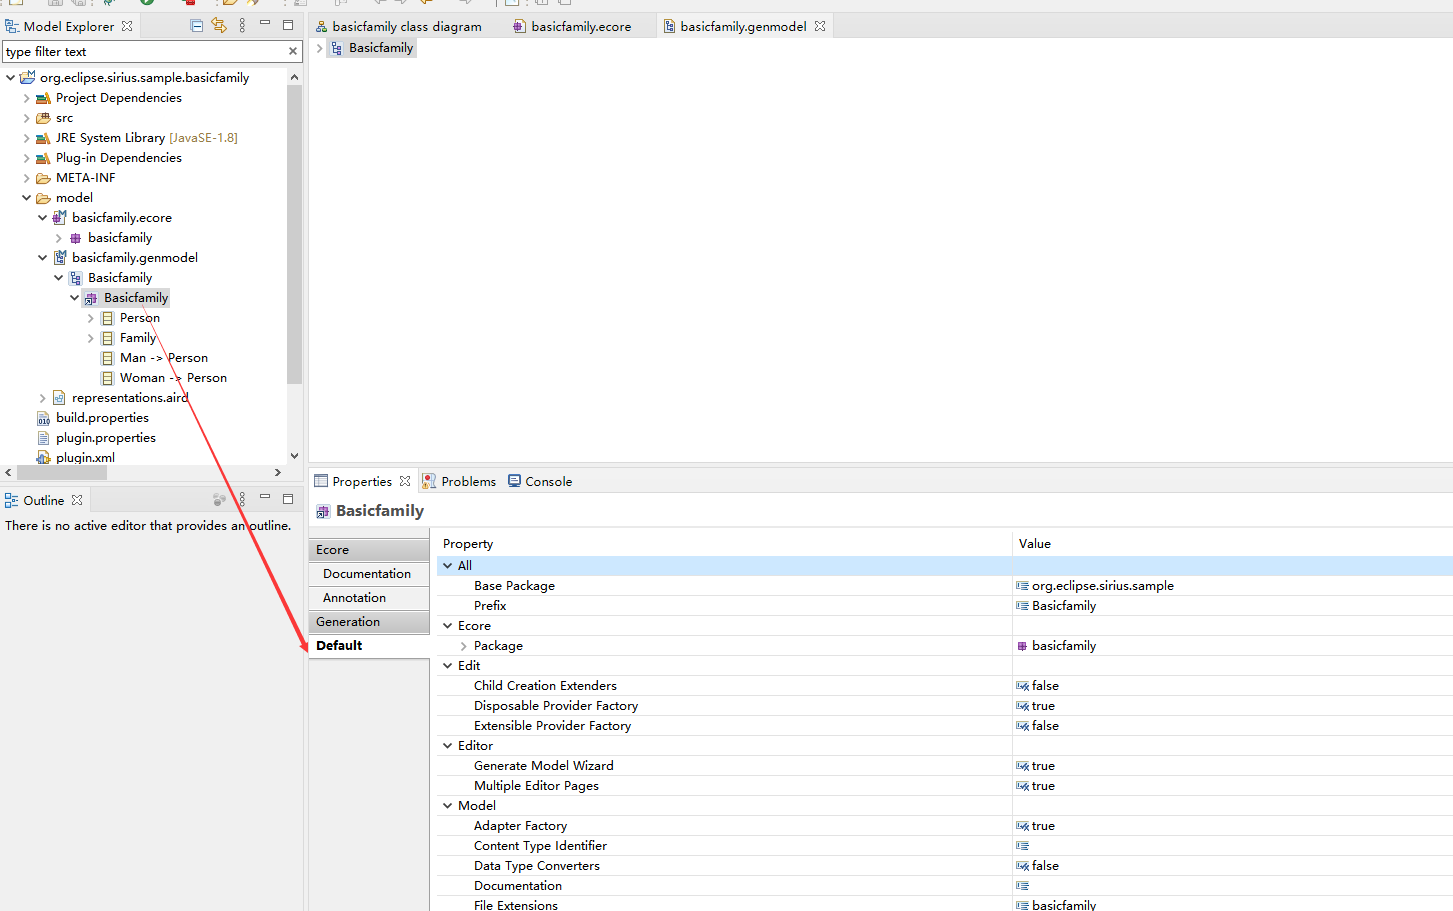 Model Explorer
type filter text
org.eclipse.sirius.sample.basicfamily
Project Dependencies
src
JRE System Library [JavaSE-1.8]
Plug-in Dependencies
META-INF
model
basicfamily.ecore
basicfamily
basicfamily.genmodel
Basicfamily
Basicfamily
Person
Family
Man -> Person
Woman -> Person
representations.aird
build.properties
plugin.properties
plugin.xml
Outline
There is no active editor that provides an outline.
basicfamily class diagram
basicfamily.ecore
basicfamily.genmodel
Basicfamily
Properties
Problems
Console
Basicfamily
Ecore
Documentation
Annotation
Generation
Default
Property Value
All
Base Package org.eclipse.sirius.sample
Prefix Basicfamily
Ecore
Package basicfamily
Edit
Child Creation Extenders false
Disposable Provider Factory true
Extensible Provider Factory false
Editor
Generate Model Wizard true
Multiple Editor Pages true
Model
Adapter Factory true
Content Type Identifier
Data Type Converters false
Documentation
File Extensions basicfamily